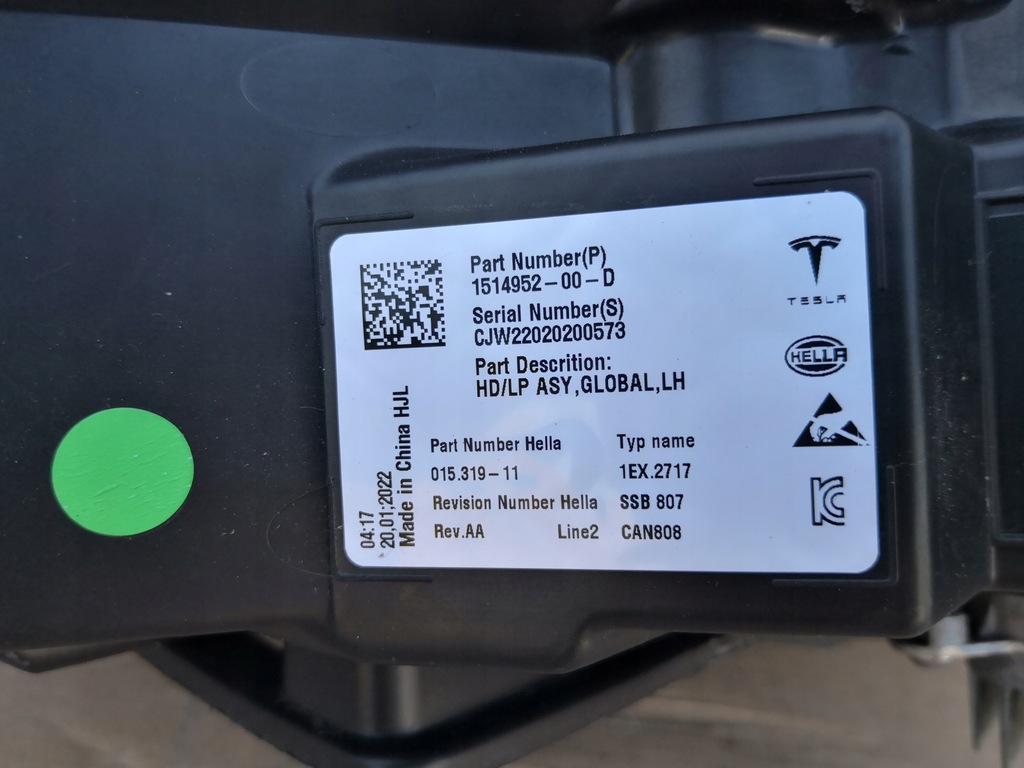 Part Number(P)
1514952-00-D
Serial Number(S)
CJW22020200573
Part Descrition:
HD/LP ASY,GLOBAL,LH
TESLA
HELLA
04:17
20,01;2022
Made in China HJL
Part Number Hella Typ name
015.319-11 1EX.2717
Revision Number Hella SSB 807
Rev.AA Line2 CAN808